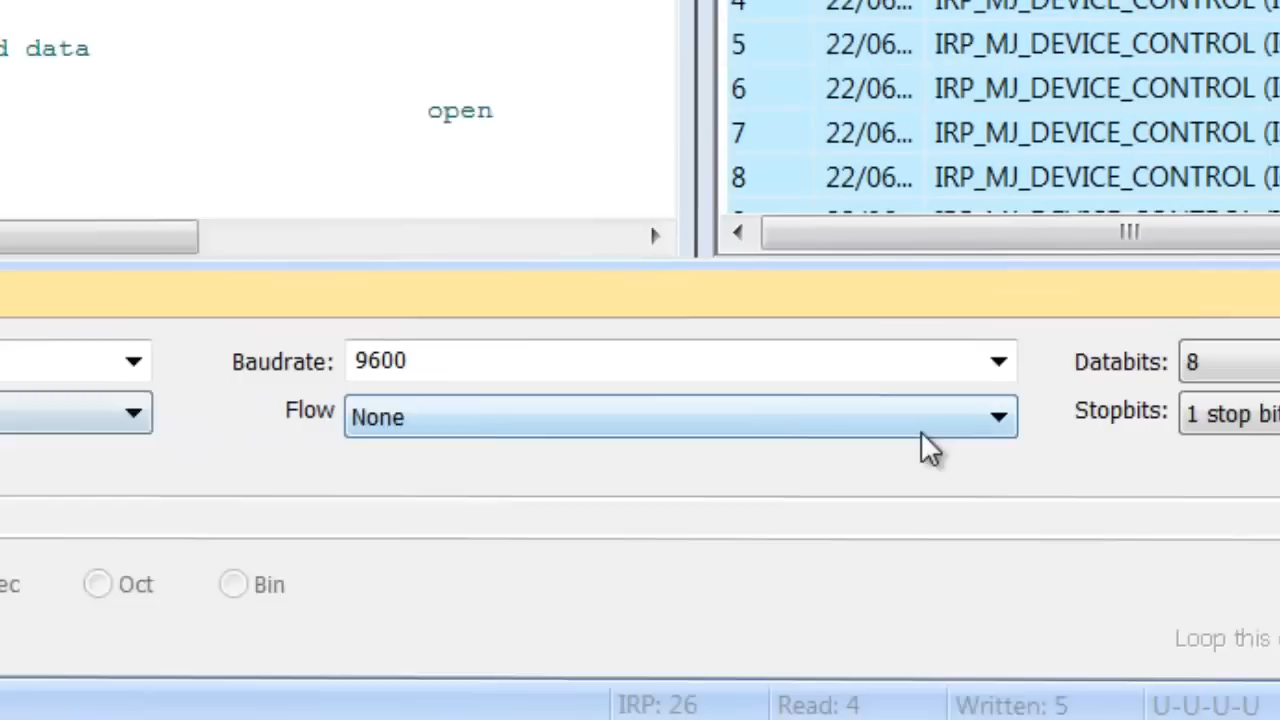 4 22/06... IRP_MJ_DEVICE_CONTROL (I
d data
5 22/06... IRP_MJ_DEVICE_CONTROL (I
6 22/06... IRP_MJ_DEVICE_CONTROL (I
open
7 22/06... IRP_MJ_DEVICE_CONTROL (I
8 22/06... IRP_MJ_DEVICE_CONTROL (I
Baudrate: 9600 Databits: 8
Flow None Stopbits: 1 stop bi
ec Oct Bin
Loop this
IRP: 26 Read: 4 Written: 5 U-U-U-U